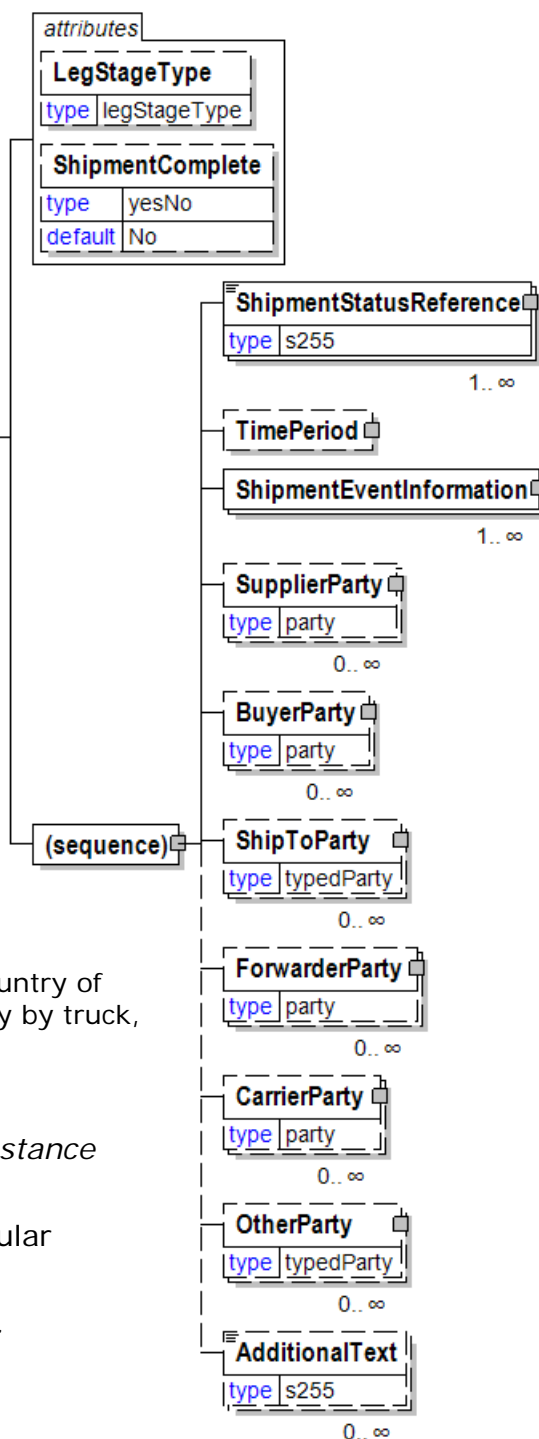 attributes
LegStageType
type legStageType
ShipmentComplete
type yesNo
default No
ShipmentStatusReference
type s255
1.. ∞
TimePeriod
ShipmentEventInformation
1.. ∞
SupplierParty
type party
0.. ∞
BuyerParty
type party
0.. ∞
(sequence)
ShipToParty
type typedParty
0.. ∞
untry of
y by truck,
ForwarderParty
type party
0.. ∞
CarrierParty
type party
0.. ∞
stance
ular
OtherParty
type typedParty
0.. ∞
AdditionalText
type s255
0.. ∞